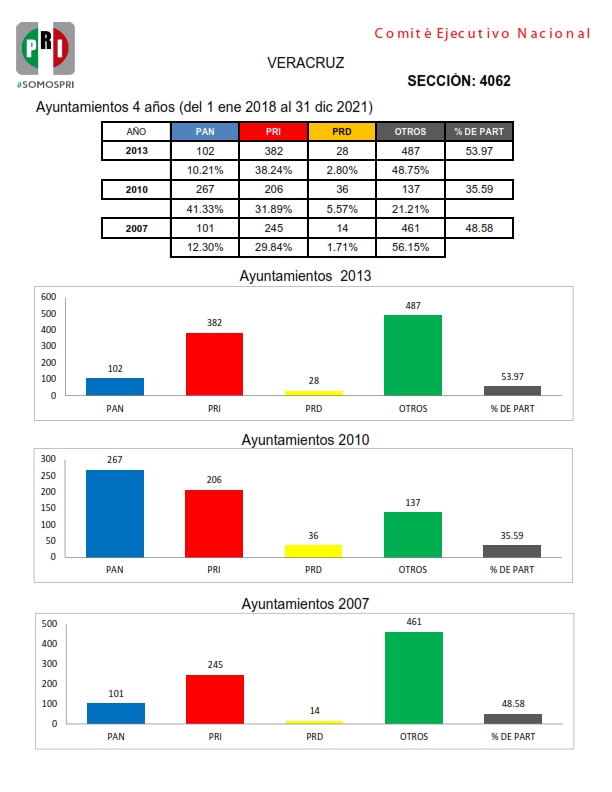 Comité Ejecutivo Nacional
PRI
#SOMOSPRI
VERACRUZ
SECCIÓN: 4062
Ayuntamientos 4 años (del 1 ene 2018 al 31 dic 2021)
AÑO PAN PRI PRD OTROS % DE PART
2013 102 382 28 487 53.97
10.21% 38.24% 2.80% 48.75%
2010 267 206 36 137 35.59
41.33% 31.89% 5.57% 21.21%
2007 101 245 14 461 48.58
12.30% 29.84% 1.71% 56.15%
Ayuntamientos 2013
600
500
400
300
200
100
0
102 382 28 487 53.97
PAN PRI PRD OTROS % DE PART
Ayuntamientos 2010
300
250
200
150
100
50
0
267 206 36 137 35.59
PAN PRI PRD OTROS % DE PART
Ayuntamientos 2007
500
400
300
200
100
0
101 245 14 461 48.58
PAN PRI PRD OTROS % DE PART